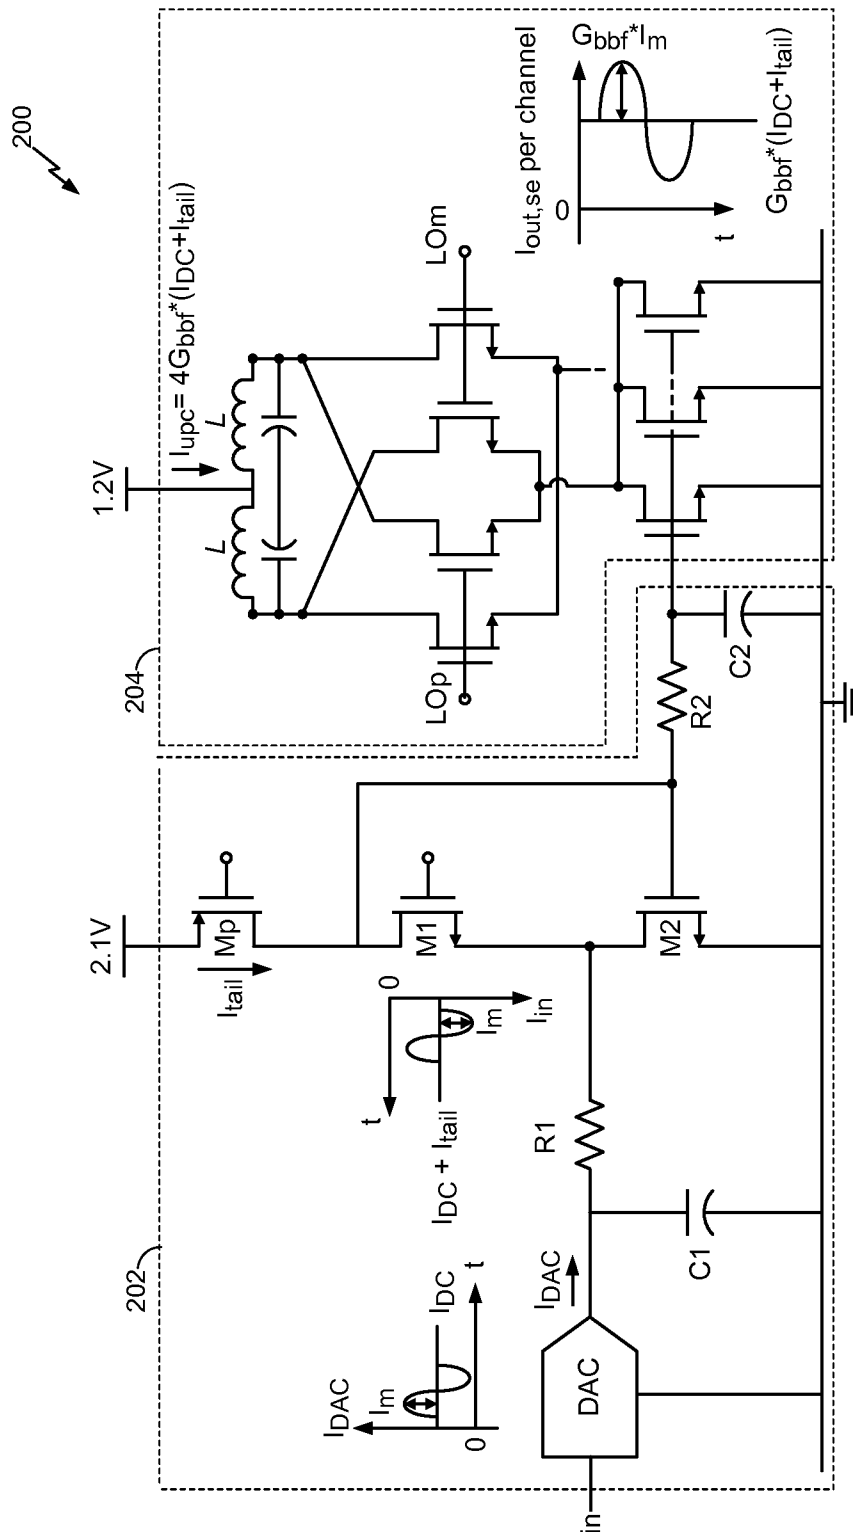 200
204
1.2V
L
L
Iupc= 4Gbbf*(IDC+Itail)
LOp
LOm
Iout,se per channel
Gbbf*Im
0
t
Gbbf*(IDC+Itail)
202
2.1V
Itail
Mp
M1
M2
R2
C2
0
t
Im
Iin
IDC + Itail
IDAC
Im
IDC
0
t
in
DAC
IDAC
R1
C1